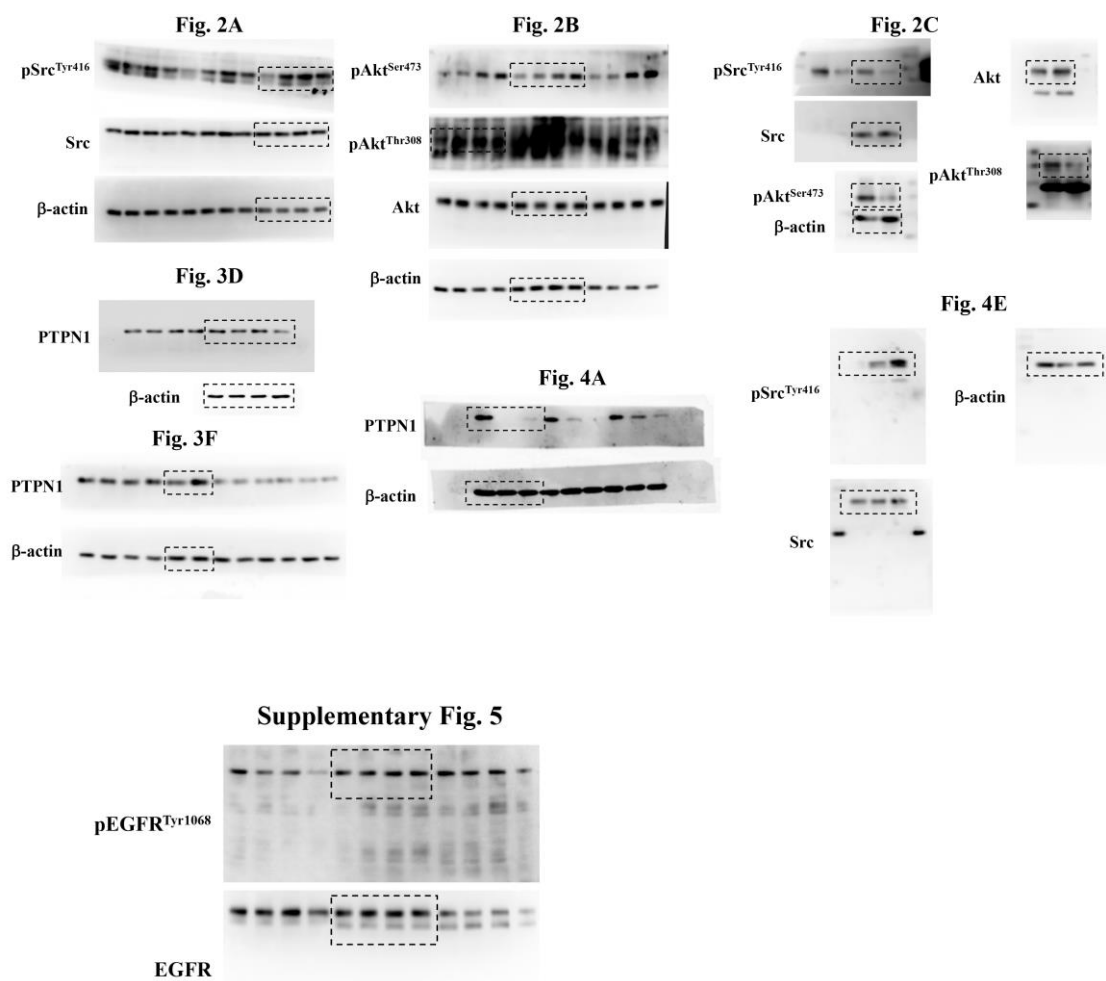 Fig. 2A
pSrcTyr416
Src
β-actin
Fig. 2B
pAktSer473
pAktThr308
Akt
β-actin
Fig. 2C
pSrcTyr416
Src
pAktSer473
β-actin
Akt
pAktThr308
Fig. 3D
PTPN1
β-actin
Fig. 3F
PTPN1
β-actin
Fig. 4A
PTPN1
β-actin
Fig. 4E
pSrcTyr416
β-actin
Src
Supplementary Fig. 5
pEGFRTyr1068
EGFR